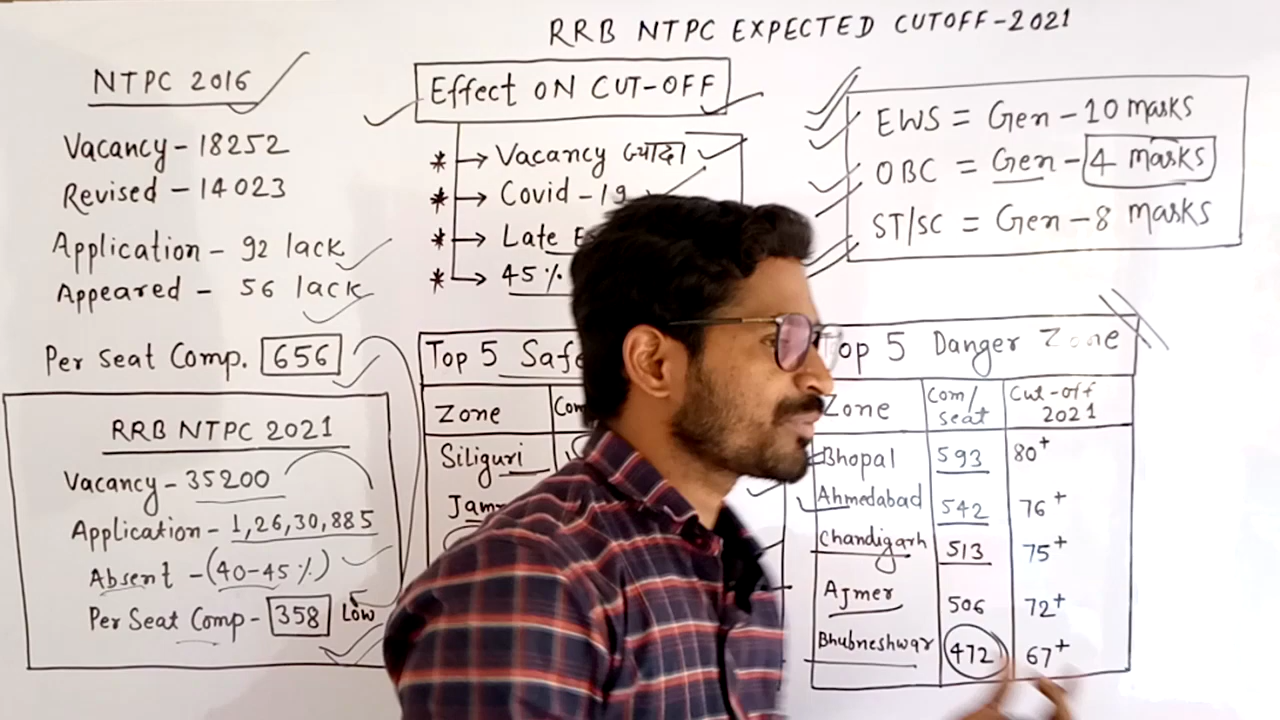 RRB NTPC EXPECTED CUTOFF-2021
NTPC 2016
Vacancy - 18252
Revised - 14023
Application - 92 lack
Appeared - 56 lack
Per seat Comp. 656
RRB NTPC 2021
Vacancy - 35200
Application - 1,26,30,885
Absent - (40-45%)
Per Seat Comp - 358 Low
Effect ON CUT-OFF
* → Vacancy ज्यादा
* → Covid - 19
* → Late
* → 45%
Top 5 Safe
Zone
Siliguri
EWS = Gen - 10 marks
OBC = Gen - 4 marks
ST/SC = Gen - 8 marks
Top 5 Danger Zone
Zone Com/seat Cut-off 2021
Bhopal 593 80+
Ahmedabad 542 76+
Chandigarh 513 75+
Ajmer 506 72+
Bhubneshwar 472 67+